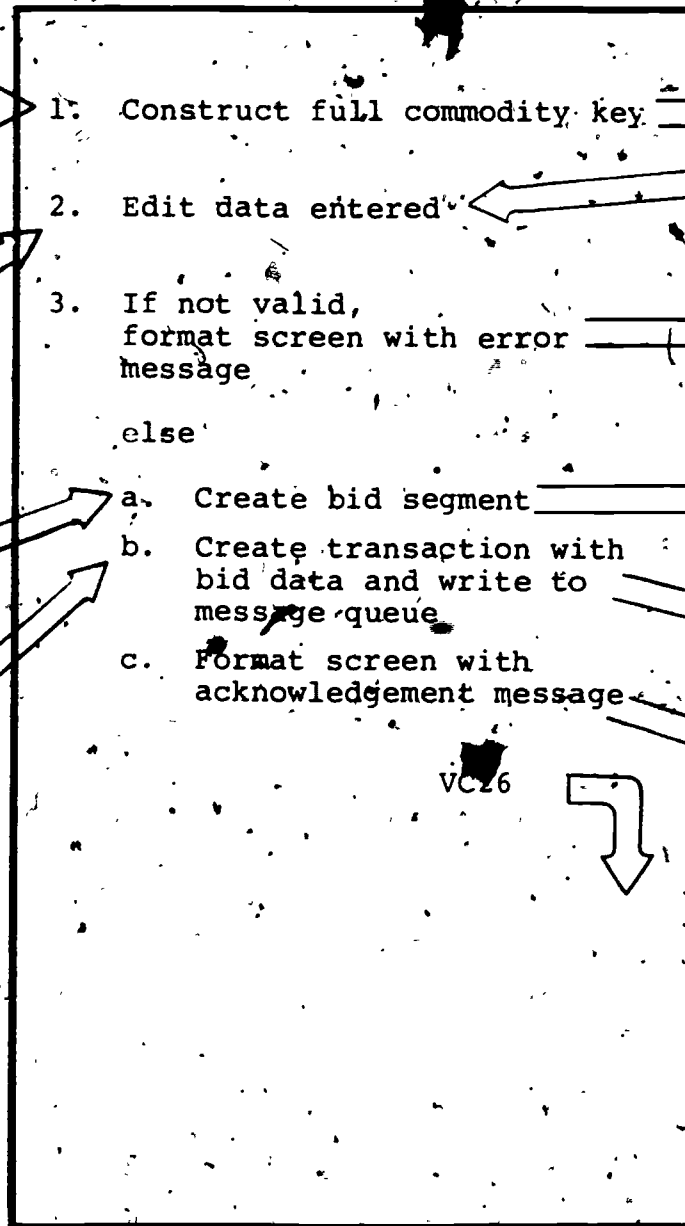 1. Construct full commodity key
2. Edit data entered
3. If not valid,
format screen with error
message
else
a. Create bid segment
b. Create transaction with
bid data and write to
message queue
c. Format screen with
acknowledgement message
VC26